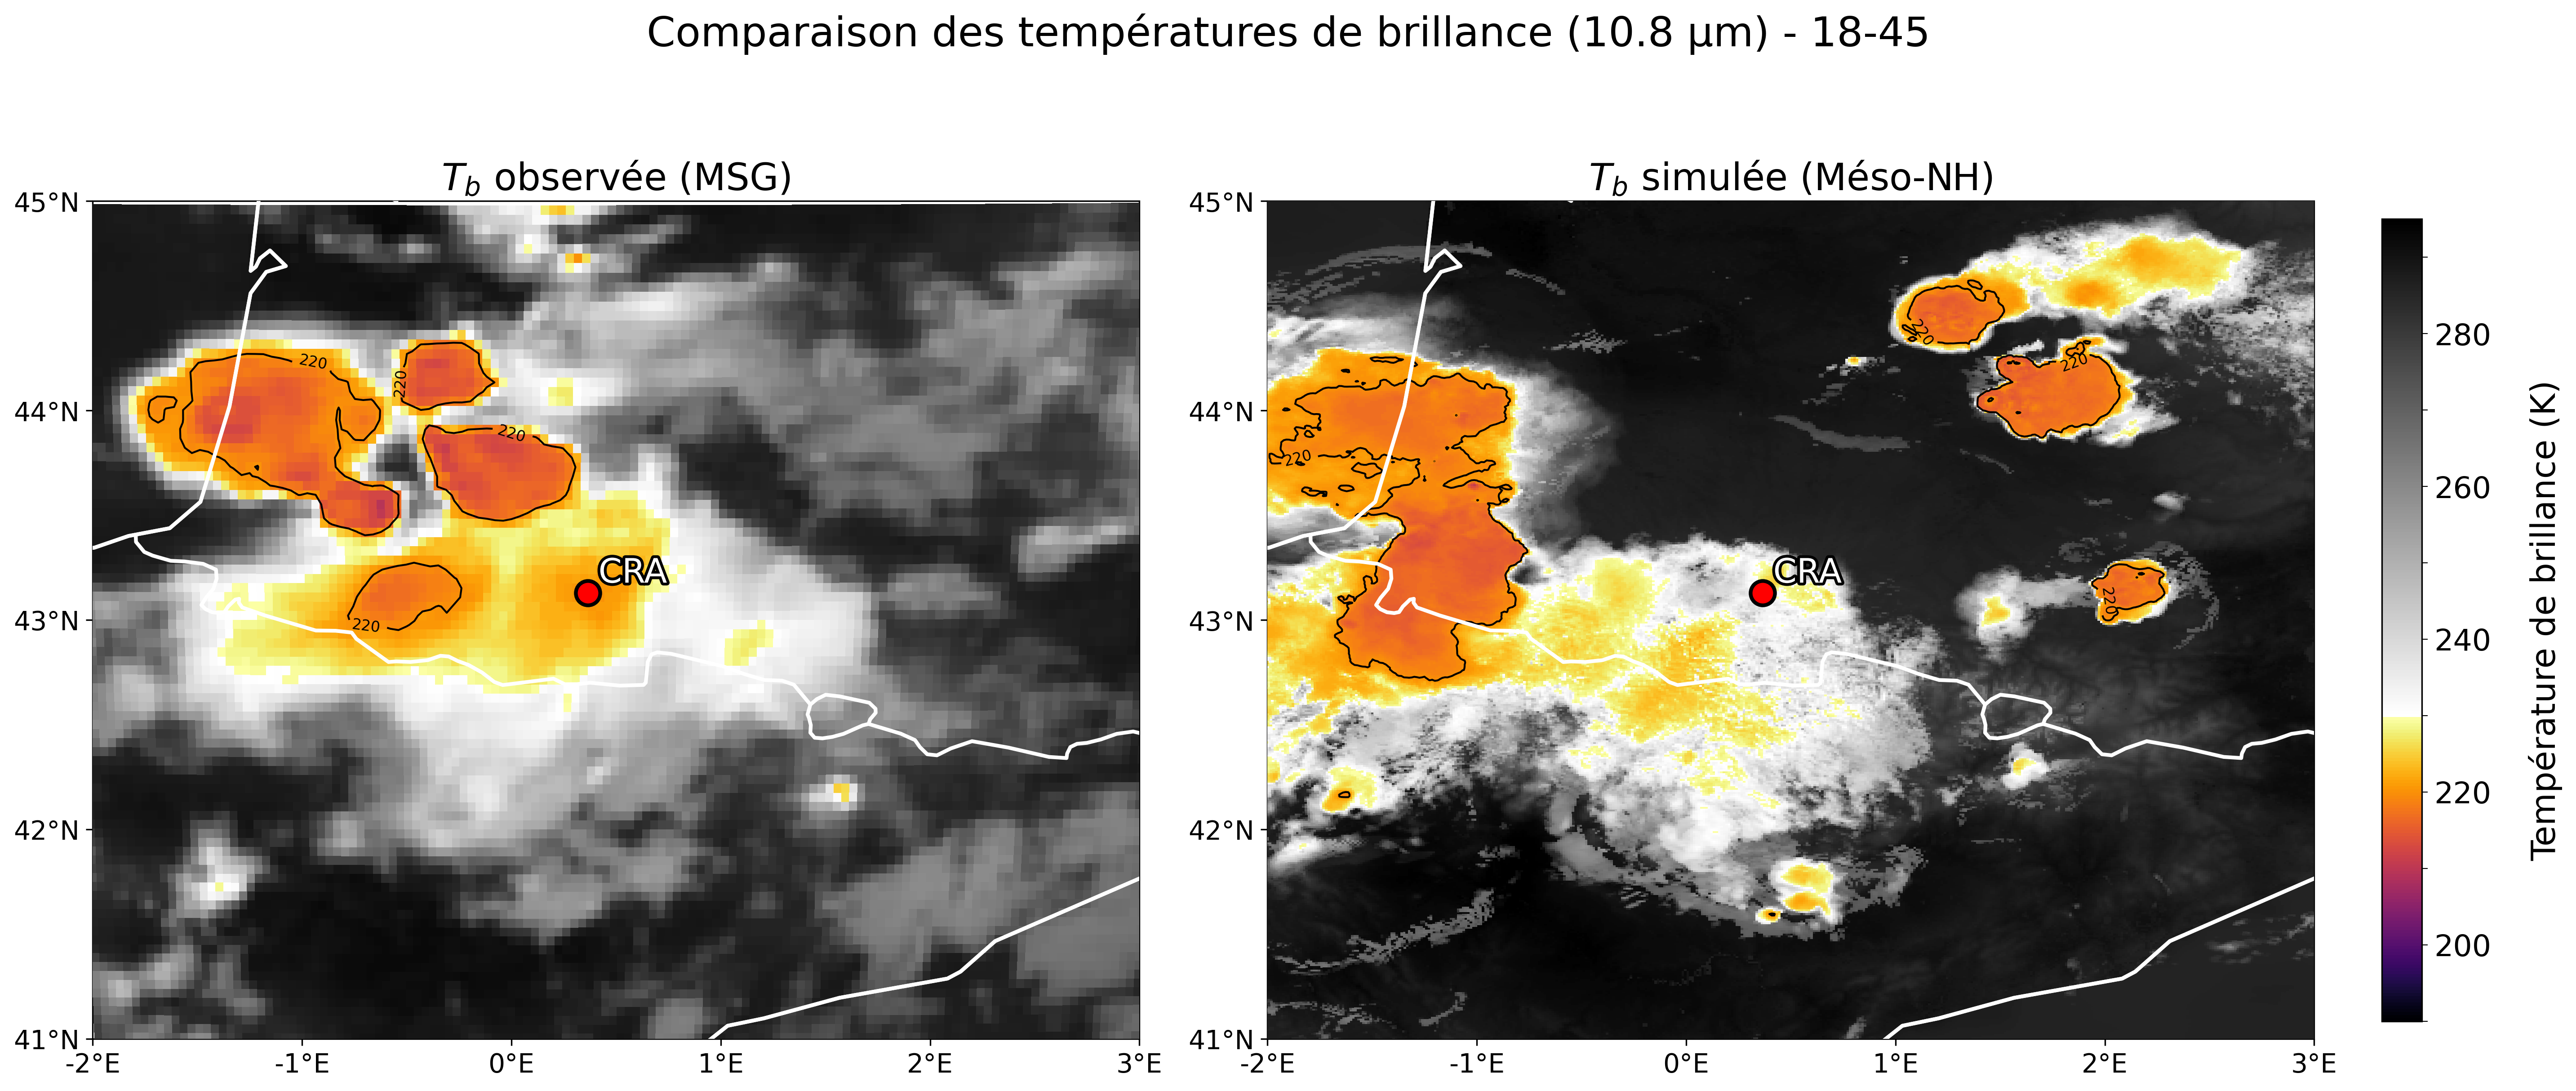 Comparaison des températures de brillance (10.8 µm) - 18-45
T_b observée (MSG)
45°N
44°N
43°N
42°N
41°N
-2°E
-1°E
0°E
1°E
2°E
3°E
220
220
220
220
CRA
T_b simulée (Méso-NH)
45°N
44°N
43°N
42°N
41°N
-2°E
-1°E
0°E
1°E
2°E
3°E
220
220
220
220
CRA
280
260
240
220
200
Température de brillance (K)